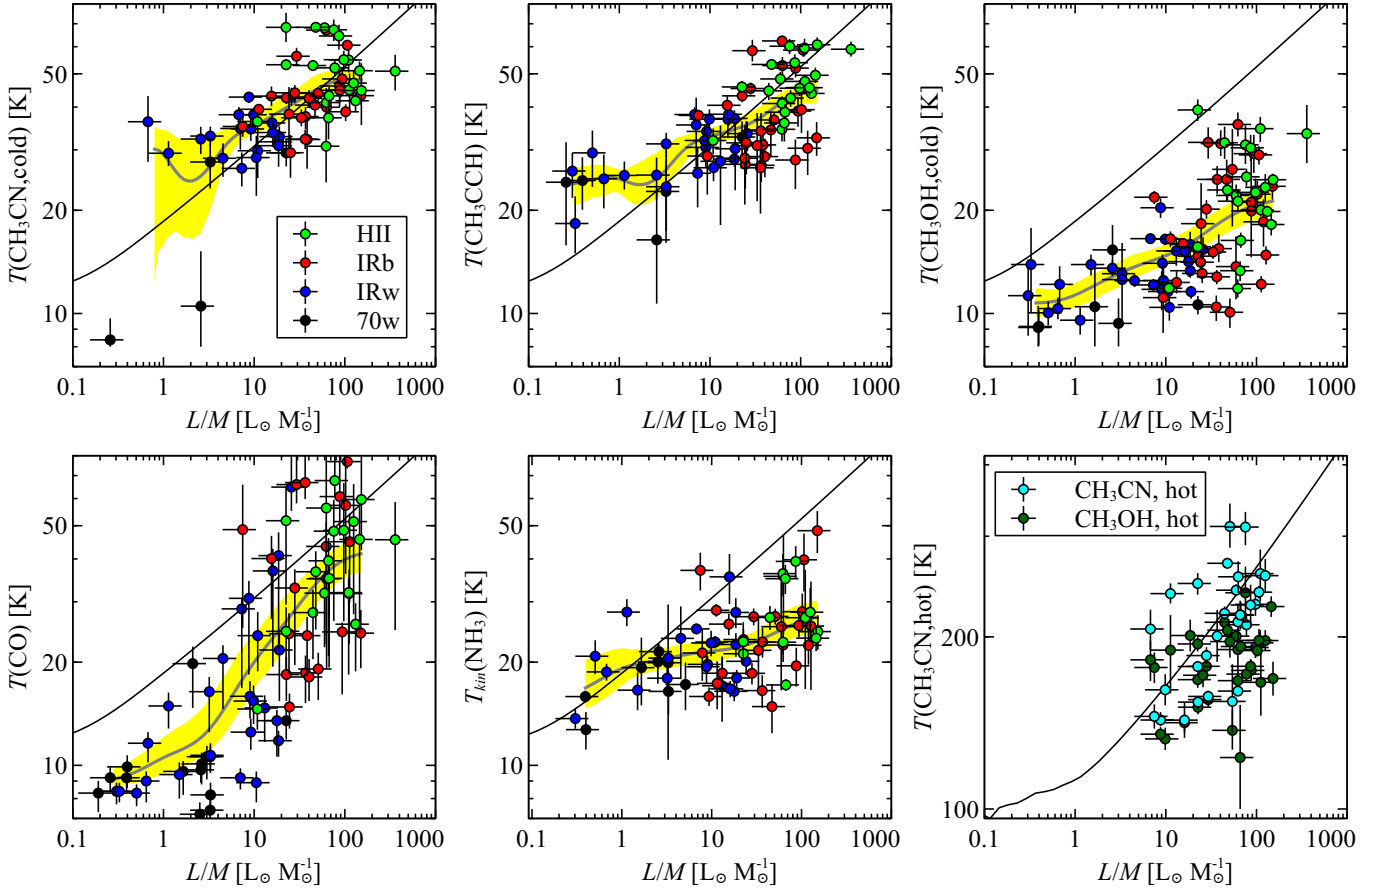 T(CH₃CN,cold) [K]
50
20
10
0.1 1 10 100 1000
L/M [L⊙ M⊙⁻¹]
HII
IRb
IRw
70w
T(CH₃CCH) [K]
50
20
10
0.1 1 10 100 1000
L/M [L⊙ M⊙⁻¹]
T(CH₃OH,cold) [K]
50
20
10
0.1 1 10 100 1000
L/M [L⊙ M⊙⁻¹]
T(CO) [K]
50
20
10
0.1 1 10 100 1000
L/M [L⊙ M⊙⁻¹]
Tkin(NH₃) [K]
50
20
10
0.1 1 10 100 1000
L/M [L⊙ M⊙⁻¹]
T(CH₃CN,hot) [K]
200
100
0.1 1 10 100 1000
L/M [L⊙ M⊙⁻¹]
CH₃CN, hot
CH₃OH, hot